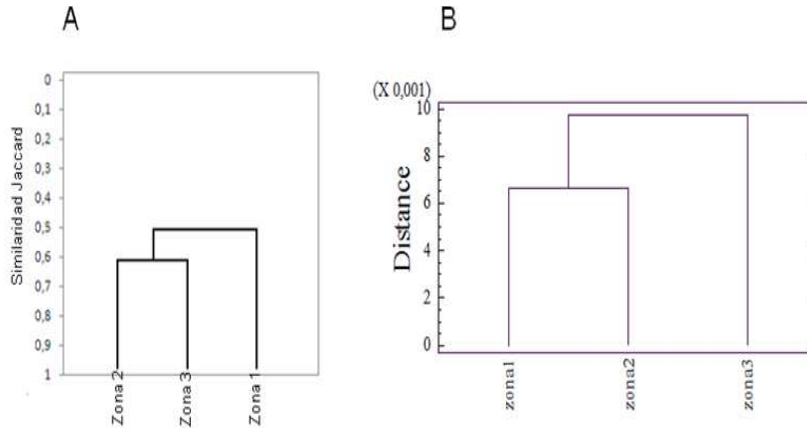 A
Similaridad Jaccard
0
0,1
0,2
0,3
0,4
0,5
0,6
0,7
0,8
0,9
1
Zona 2
Zona 3
Zona 1
B
(X 0,001)
Distance
10
8
6
4
2
0
zona1
zona2
zona3